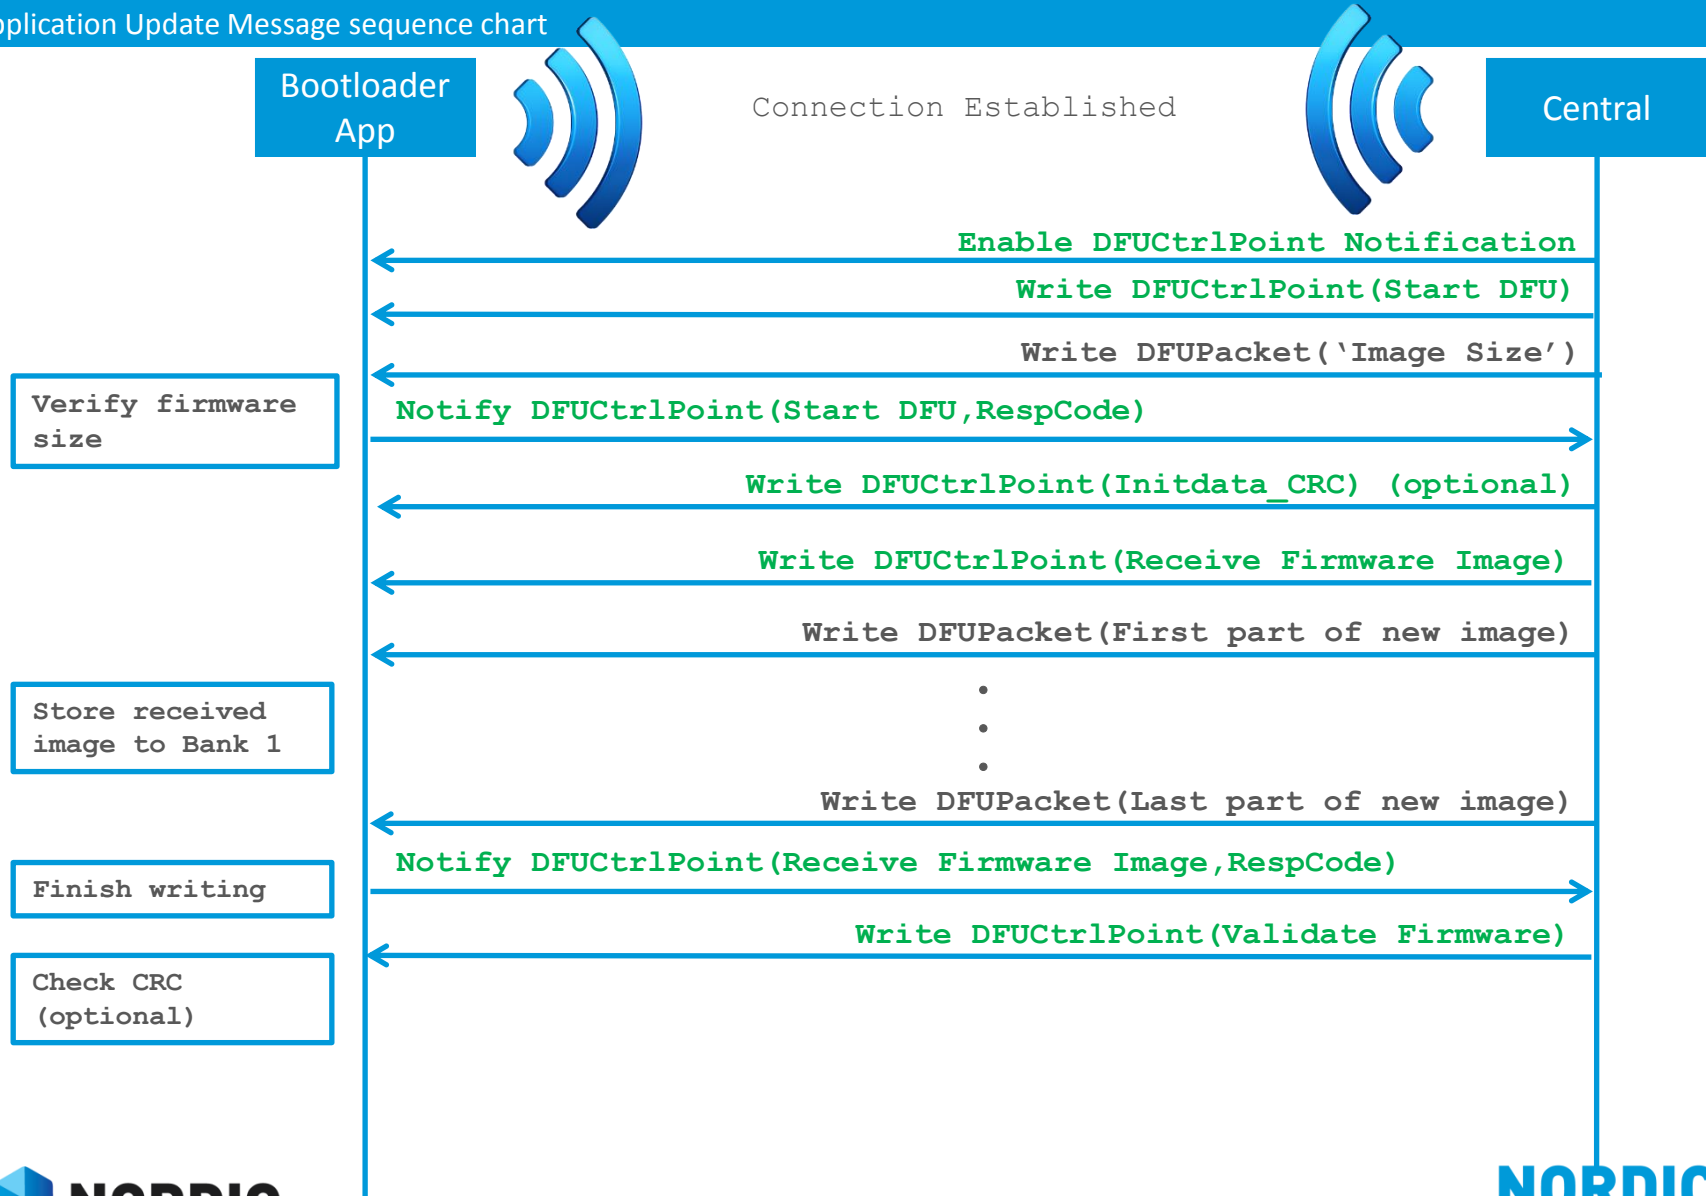 plication Update Message sequence chart
Bootloader
App
Connection Established
Central
Enable DFUCtrlPoint Notification
Write DFUCtrlPoint(Start DFU)
Write DFUPacket(‘Image Size’)
Verify firmware
size
Notify DFUCtrlPoint(Start DFU,RespCode)
Write DFUCtrlPoint(Initdata_CRC) (optional)
Write DFUCtrlPoint(Receive Firmware Image)
Write DFUPacket(First part of new image)
Store received
image to Bank 1
Write DFUPacket(Last part of new image)
Notify DFUCtrlPoint(Receive Firmware Image,RespCode)
Finish writing
Write DFUCtrlPoint(Validate Firmware)
Check CRC
(optional)
NORDIC
NORDIC